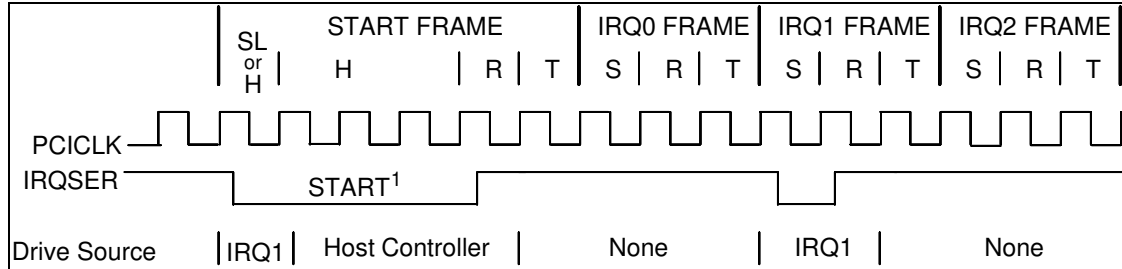 START FRAME IRQ0 FRAME IRQ1 FRAME IRQ2 FRAME
SL
or
H
H R T S R T S R T S R T
PCICLK
IRQSER
START1
Drive Source IRQ1 Host Controller None IRQ1 None